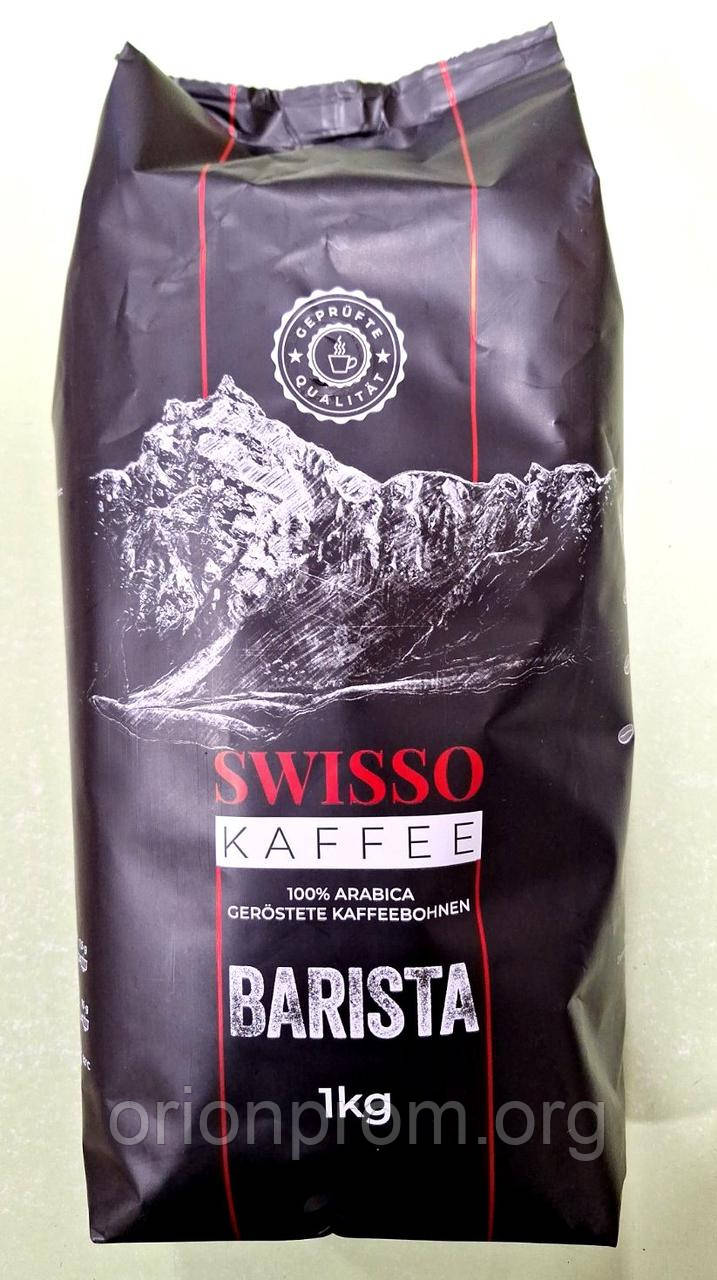 GEPRÜFTE
QUALITÄT
SWISSO
KAFFEE
100% ARABICA
GERÖSTETE KAFFEEBOHNEN
BARISTA
1kg
orionprom.org